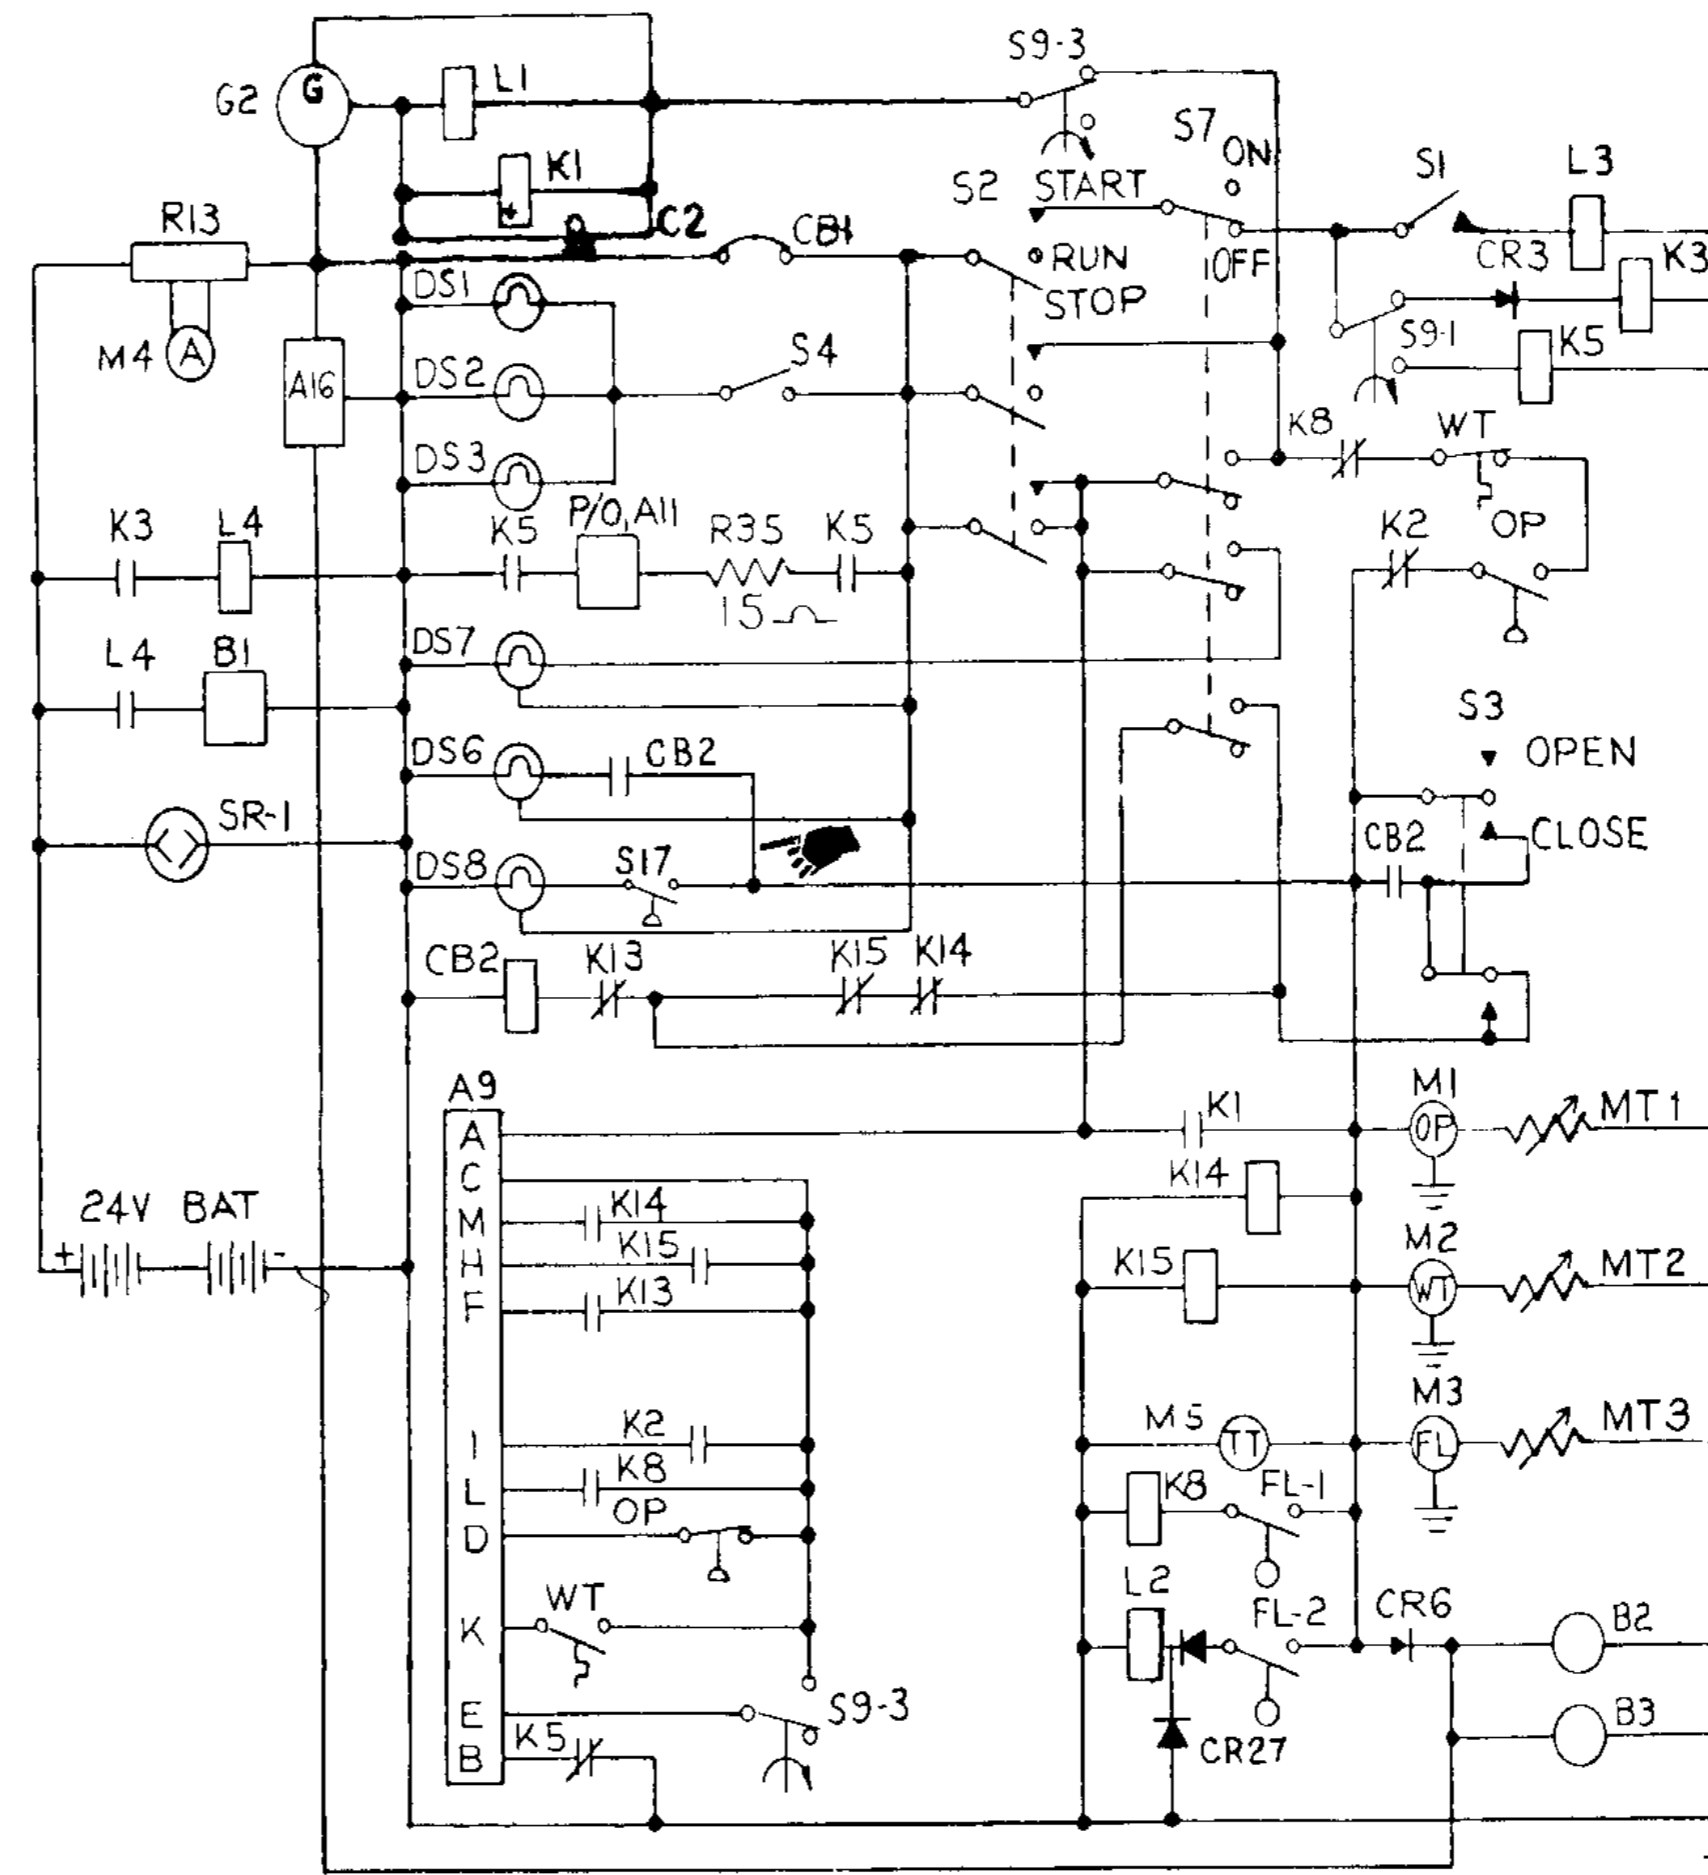 S9-3
G2
G
L1
S7
ON
K1
+
S2
START
S1
L3
R13
C2
CB1
RUN
OFF
CR3
K3
DS1
STOP
M4
A
S9-1
K5
A16
DS2
S4
K8
WT
DS3
K3
L4
K5
P/O A11
R35
K5
K2
OP
15
L4
B1
DS7
S3
DS6
CB2
OPEN
SR-1
CB2
CLOSE
DS8
S17
CB2
K13
K15
K14
A9
M1
MT1
A
K1
OP
C
K14
24V BAT
M
K14
M2
MT2
+
-
H
K15
K15
WT
F
K13
M3
MT3
I
K2
M5
TT
FL
L
K8
K8
FL-1
D
OP
L2
K
WT
FL-2
CR6
B2
E
S9-3
B
K5
CR27
B3